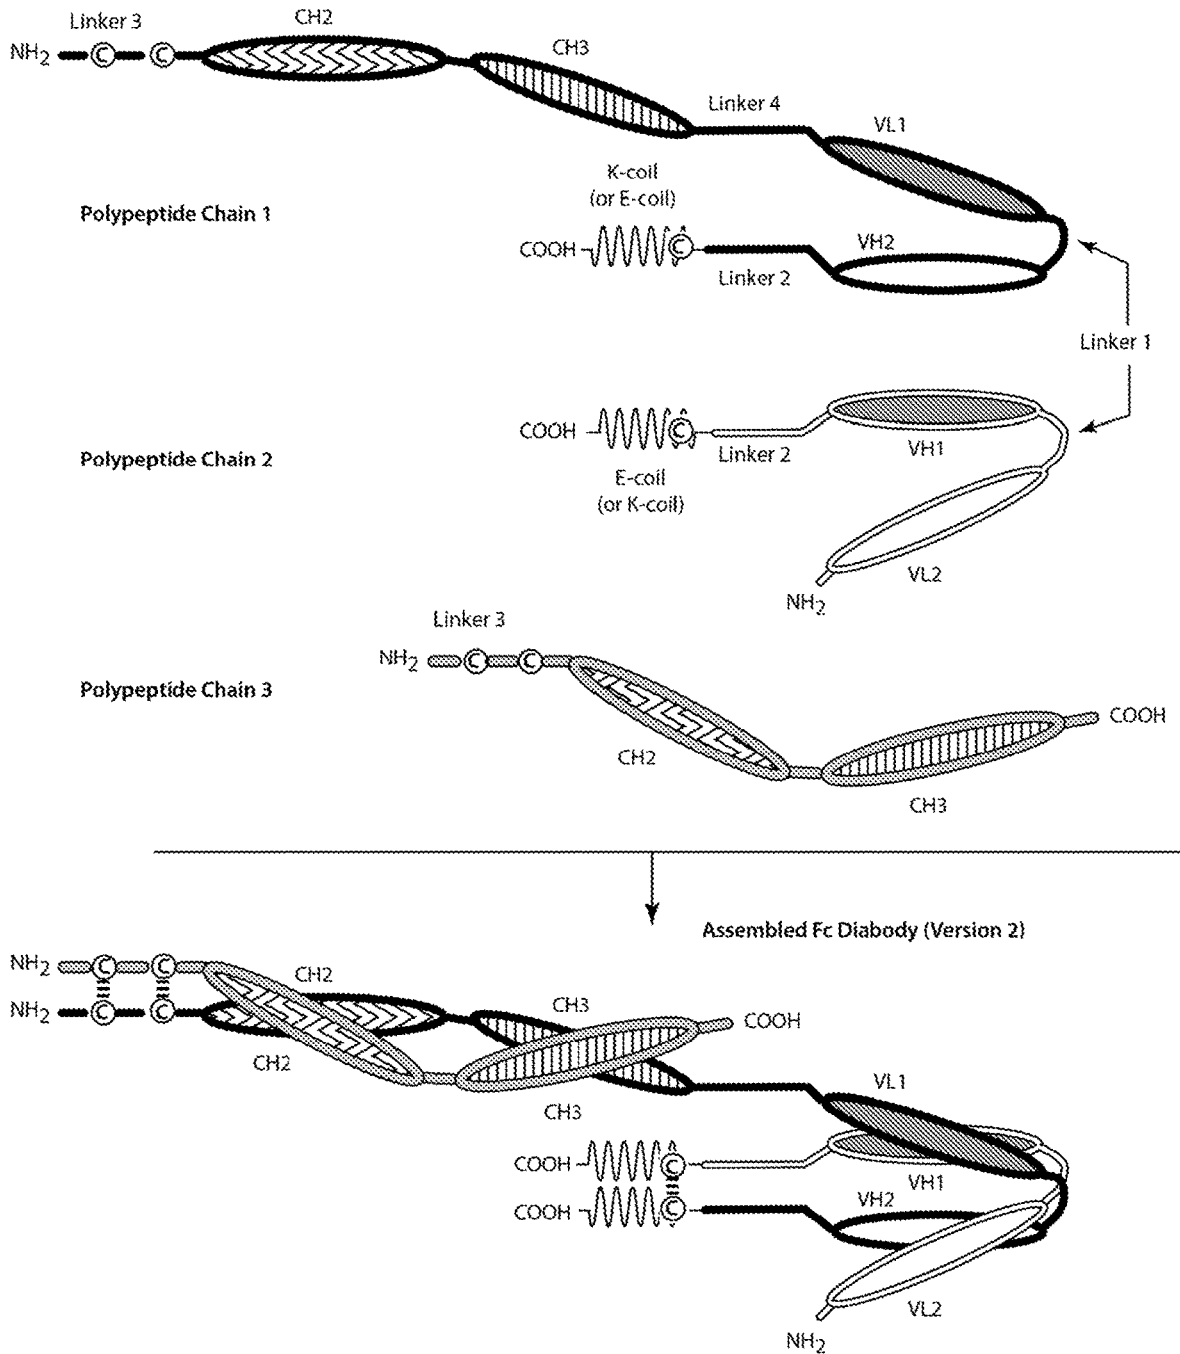 Linker 3
CH2
NH2
C
C
CH3
Linker 4
VL1
K-coil
(or E-coil)
Polypeptide Chain 1
VH2
COOH
C
Linker 2
Linker 1
COOH
C
VH1
Linker 2
Polypeptide Chain 2
E-coil
(or K-coil)
VL2
NH2
Linker 3
NH2
C
C
Polypeptide Chain 3
COOH
CH2
CH3
Assembled Fc Diabody (Version 2)
NH2
C
C
CH2
NH2
C
C
CH3
COOH
CH2
VL1
CH3
COOH
C
VH1
VH2
COOH
C
VL2
NH2